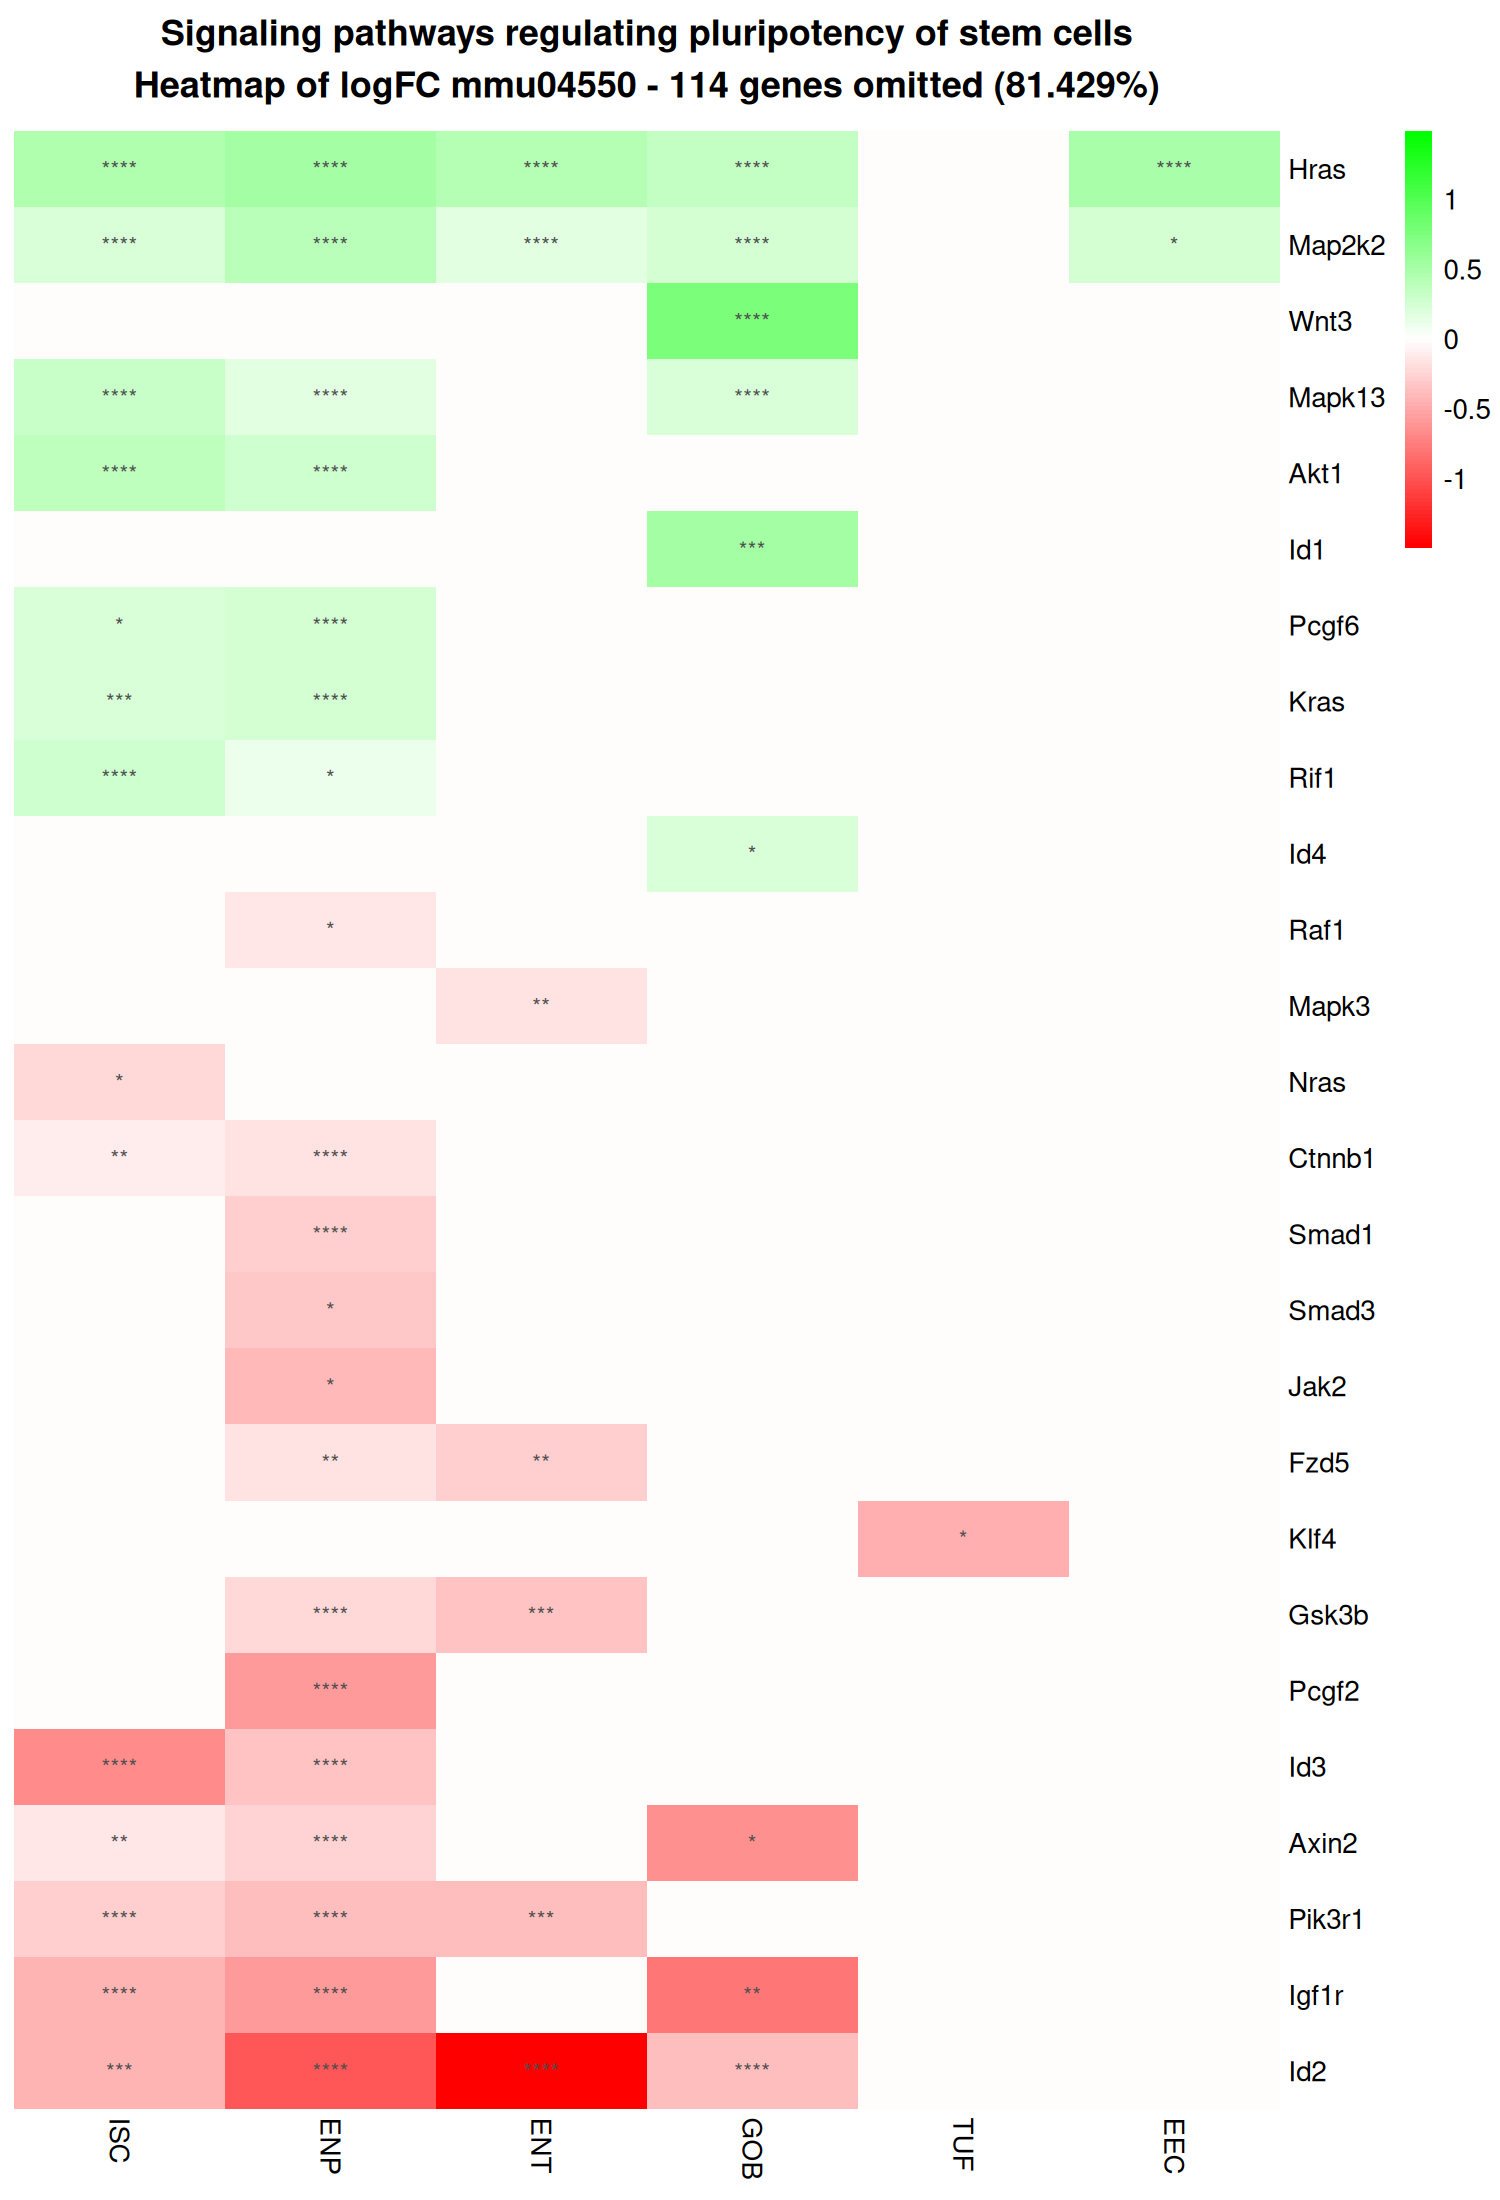 Signaling pathways regulating pluripotency of stem cells
Heatmap of logFC mmu04550 - 114 genes omitted (81.429%)
**** **** **** **** **** Hras
**** **** **** **** * Map2k2
**** Wnt3
**** **** **** Mapk13
**** **** Akt1
*** Id1
* **** Pcgf6
*** **** Kras
**** * Rif1
* Id4
* Raf1
** Mapk3
* Nras
** **** Ctnnb1
**** Smad1
* Smad3
* Jak2
** ** Fzd5
* Klf4
**** *** Gsk3b
**** Pcgf2
**** **** Id3
** **** * Axin2
**** **** *** Pik3r1
**** **** ** Igf1r
*** **** **** **** Id2
ISC ENP ENT GOB TUF EEC
1
0.5
0
-0.5
-1